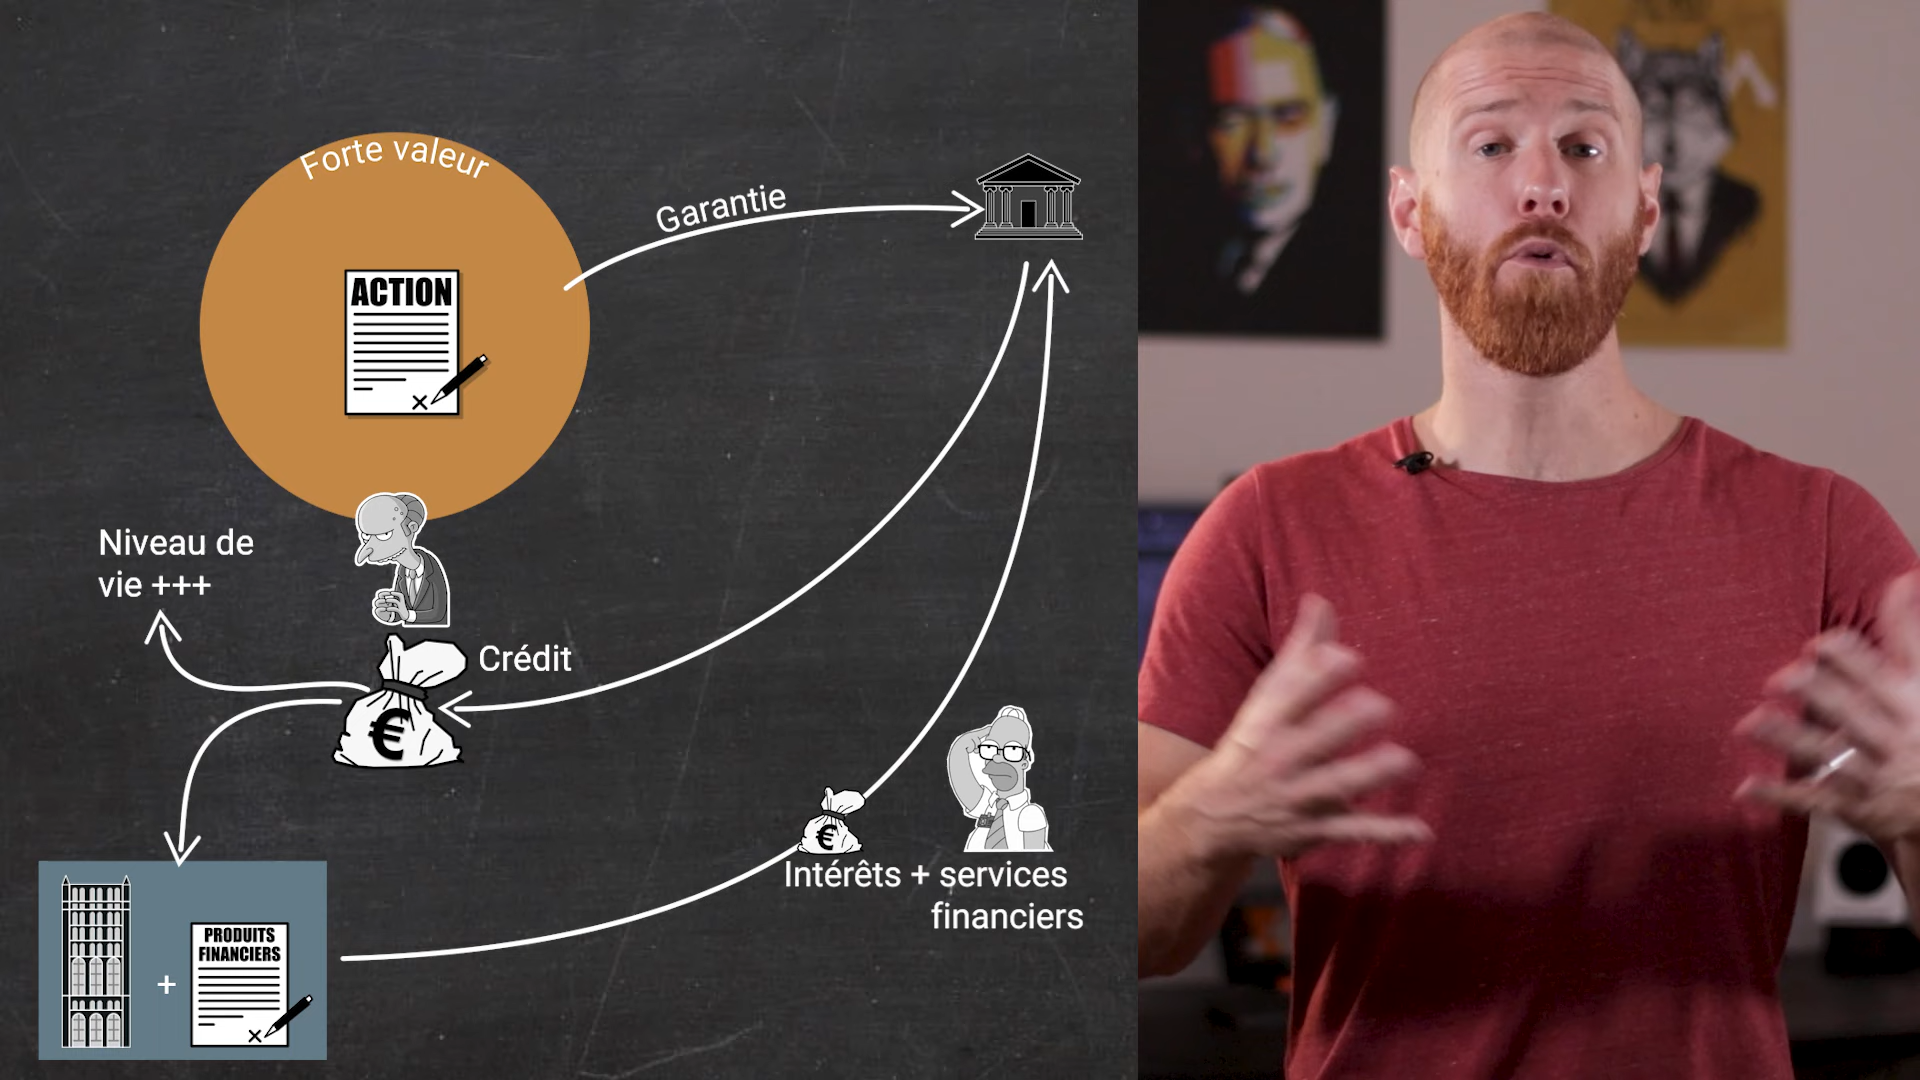 Forte valeur
Garantie
ACTION
Niveau de
vie +++
Crédit
€
€
Intérêts + services
financiers
PRODUITS
FINANCIERS
+